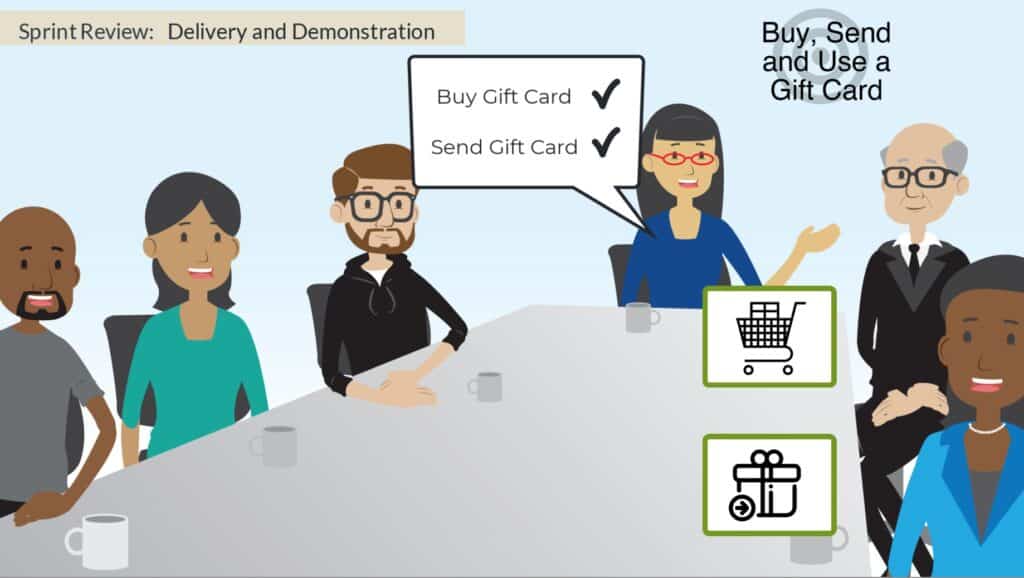 Sprint Review: Delivery and Demonstration
Buy, Send
and Use a
Gift Card
Buy Gift Card ✔
Send Gift Card ✔